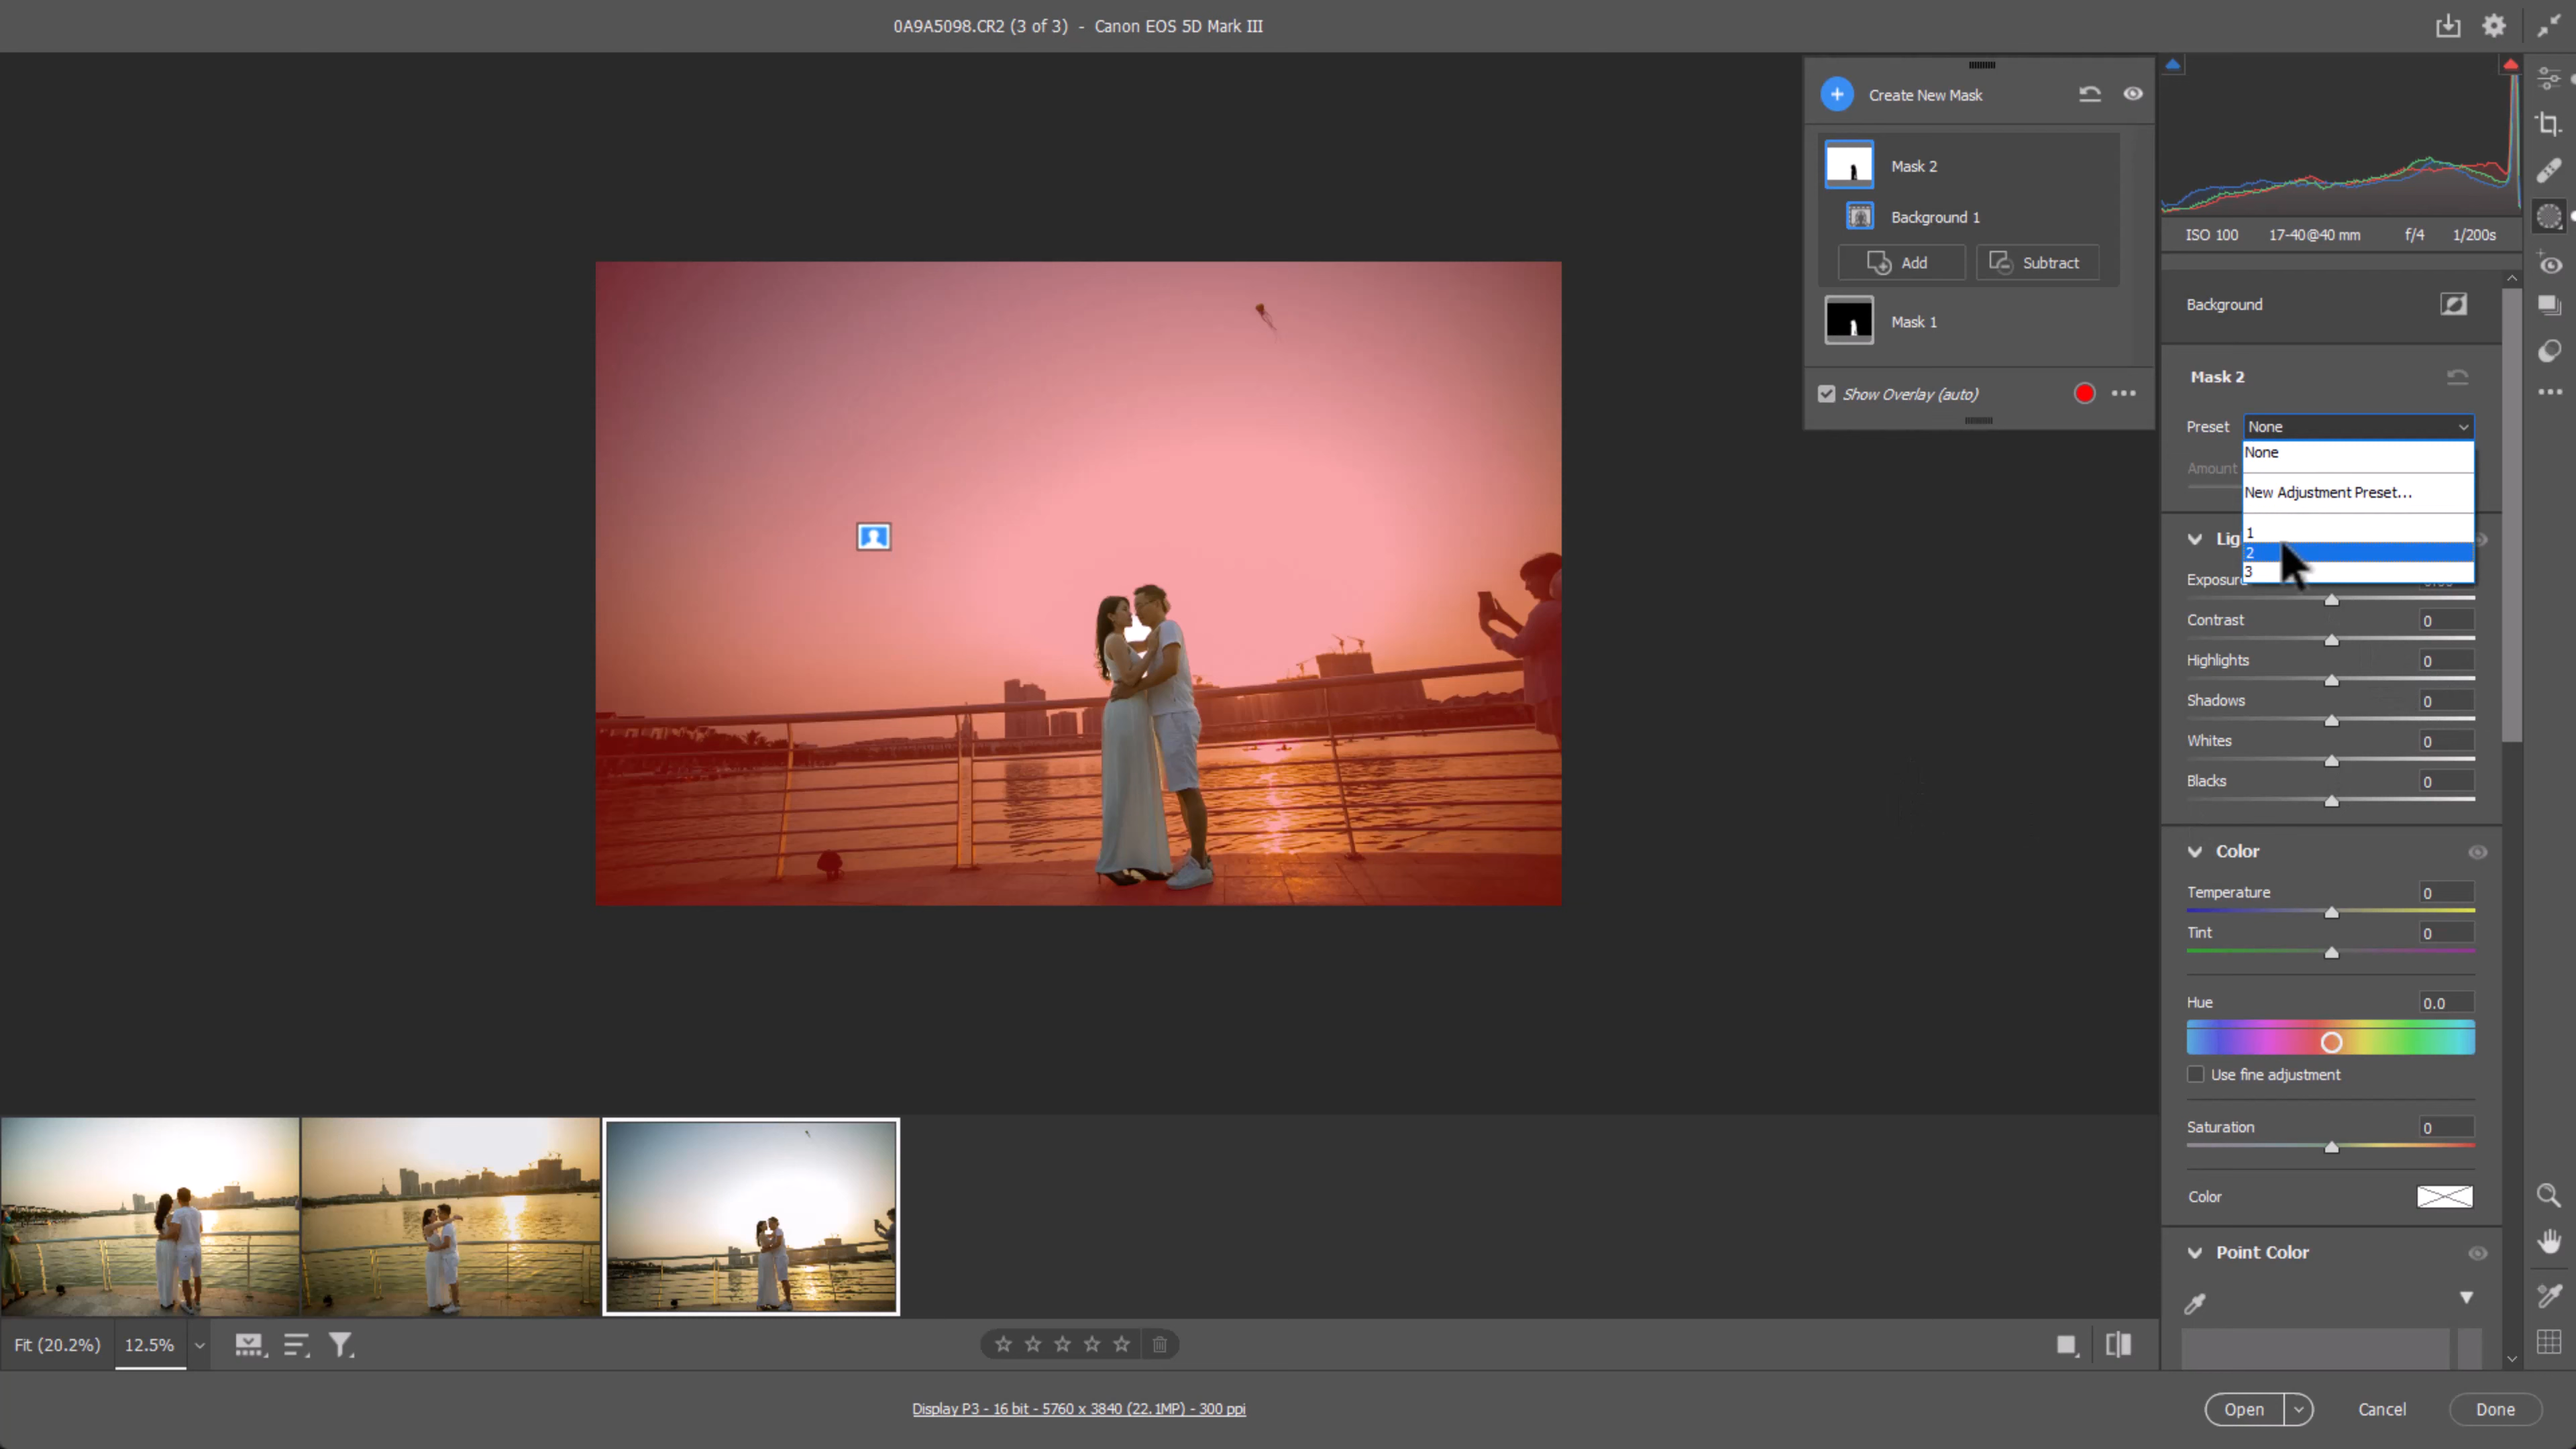 0A9A5098.CR2 (3 of 3) - Canon EOS 5D Mark III
Create New Mask
Mask 2
Background 1
Add
Subtract
Mask 1
Show Overlay (auto)
ISO 100 17-40@40 mm f/4 1/200s
Background
Mask 2
Preset None
None
Amount
New Adjustment Preset...
1
Lig
2
3
Exposure
Contrast 0
Highlights 0
Shadows 0
Whites 0
Blacks 0
Color
Temperature 0
Tint 0
Hue 0.0
Use fine adjustment
Saturation 0
Color
Point Color
Fit (20.2%) 12.5%
Display P3 - 16 bit - 5760 x 3840 (22.1MP) - 300 ppi
Open Cancel Done